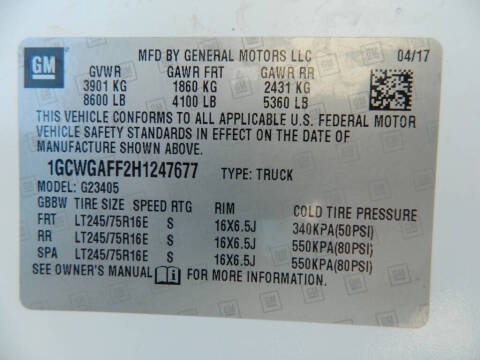 GM
MFD BY GENERAL MOTORS LLC 04/17
GVWR GAWR FRT GAWR RR
3901 KG 1860 KG 2431 KG
8600 LB 4100 LB 5360 LB
THIS VEHICLE CONFORMS TO ALL APPLICABLE U.S. FEDERAL MOTOR
VEHICLE SAFETY STANDARDS IN EFFECT ON THE DATE OF
MANUFACTURE SHOWN ABOVE.
1GCWGAFF2H1247677 TYPE: TRUCK
MODEL: G23405
GBBW TIRE SIZE SPEED RTG RIM COLD TIRE PRESSURE
FRT LT245/75R16E S 16X6.5J 340KPA(50PSI)
RR LT245/75R16E S 16X6.5J 550KPA(80PSI)
SPA LT245/75R16E S 16X6.5J 550KPA(80PSI)
SEE OWNER'S MANUAL FOR MORE INFORMATION.